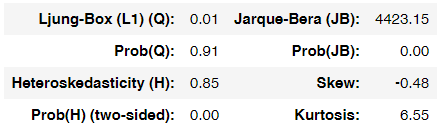 Ljung-Box (L1) (Q): 0.01 Jarque-Bera (JB): 4423.15
Prob(Q): 0.91 Prob(JB): 0.00
Heteroskedasticity (H): 0.85 Skew: -0.48
Prob(H) (two-sided): 0.00 Kurtosis: 6.55